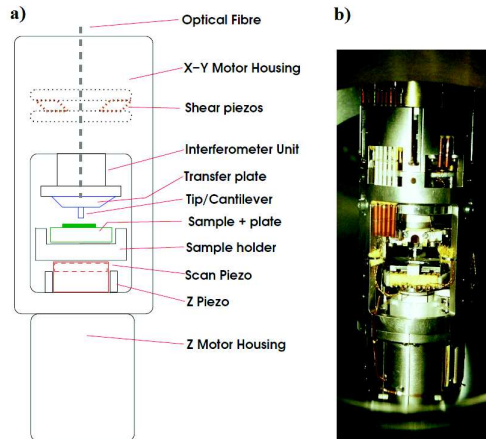 a)
b)
Optical Fibre
X-Y Motor Housing
Shear piezos
Interferometer Unit
Transfer plate
Tip/Cantilever
Sample + plate
Sample holder
Scan Piezo
Z Piezo
Z Motor Housing